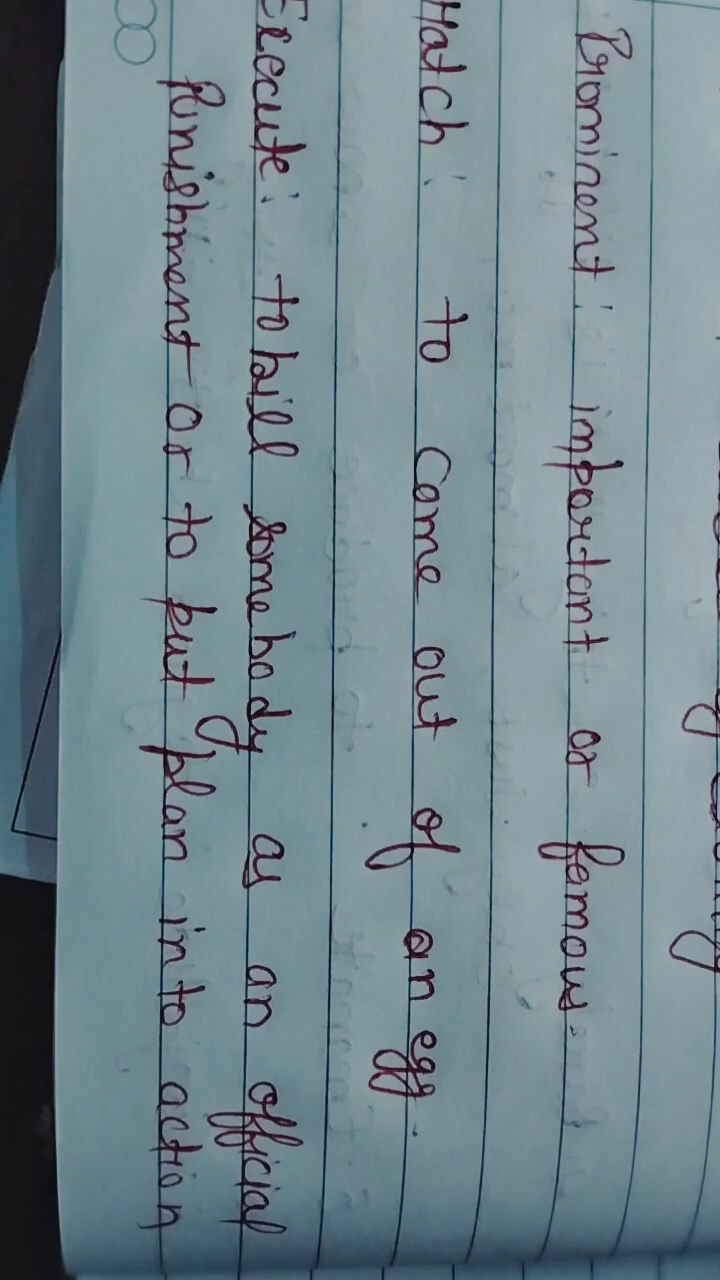 Prominent: important or famous.
Hatch: to come out of an egg.
Execute: to kill somebody as an official
punishment or to put plan into action